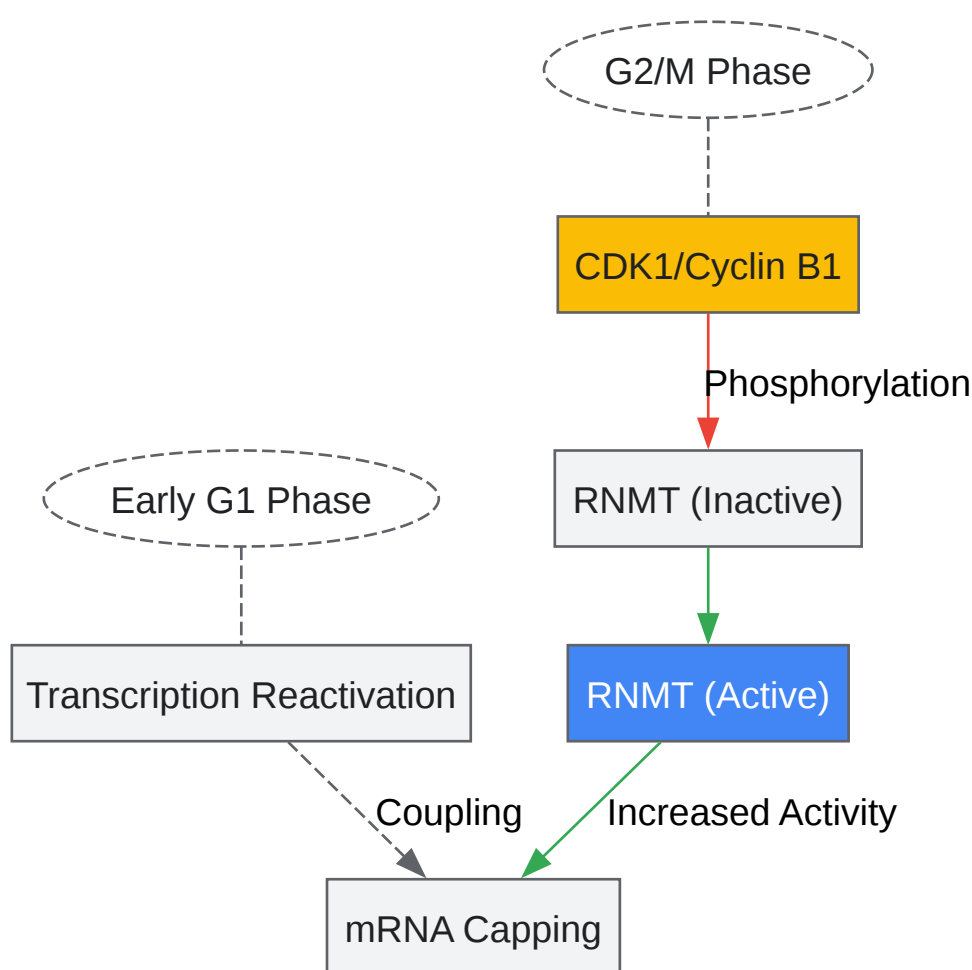 G2/M Phase
CDK1/Cyclin B1
Phosphorylation
Early G1 Phase
RNMT (Inactive)
Transcription Reactivation
RNMT (Active)
Coupling
Increased Activity
mRNA Capping